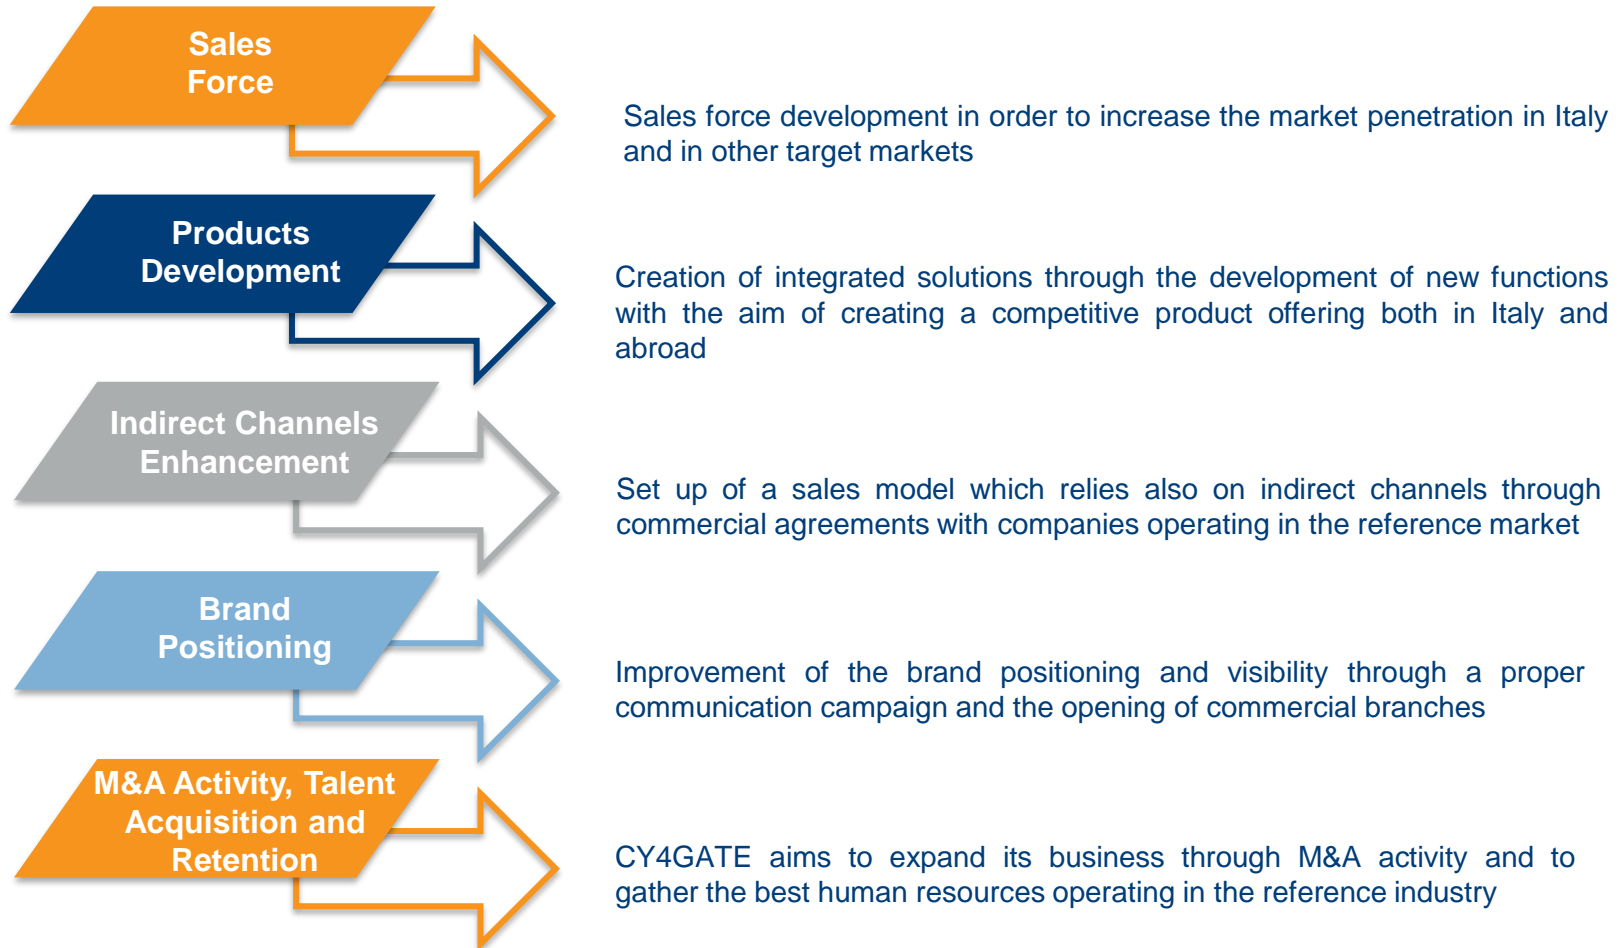 Sales
Force
Sales force development in order to increase the market penetration in Italy
and in other target markets
Products
Development
Creation of integrated solutions through the development of new functions
with the aim of creating a competitive product offering both in Italy and
abroad
Indirect Channels
Enhancement
Set up of a sales model which relies also on indirect channels through
commercial agreements with companies operating in the reference market
Brand
Positioning
Improvement of the brand positioning and visibility through a proper
communication campaign and the opening of commercial branches
M&A Activity, Talent
Acquisition and
Retention
CY4GATE aims to expand its business through M&A activity and to
gather the best human resources operating in the reference industry